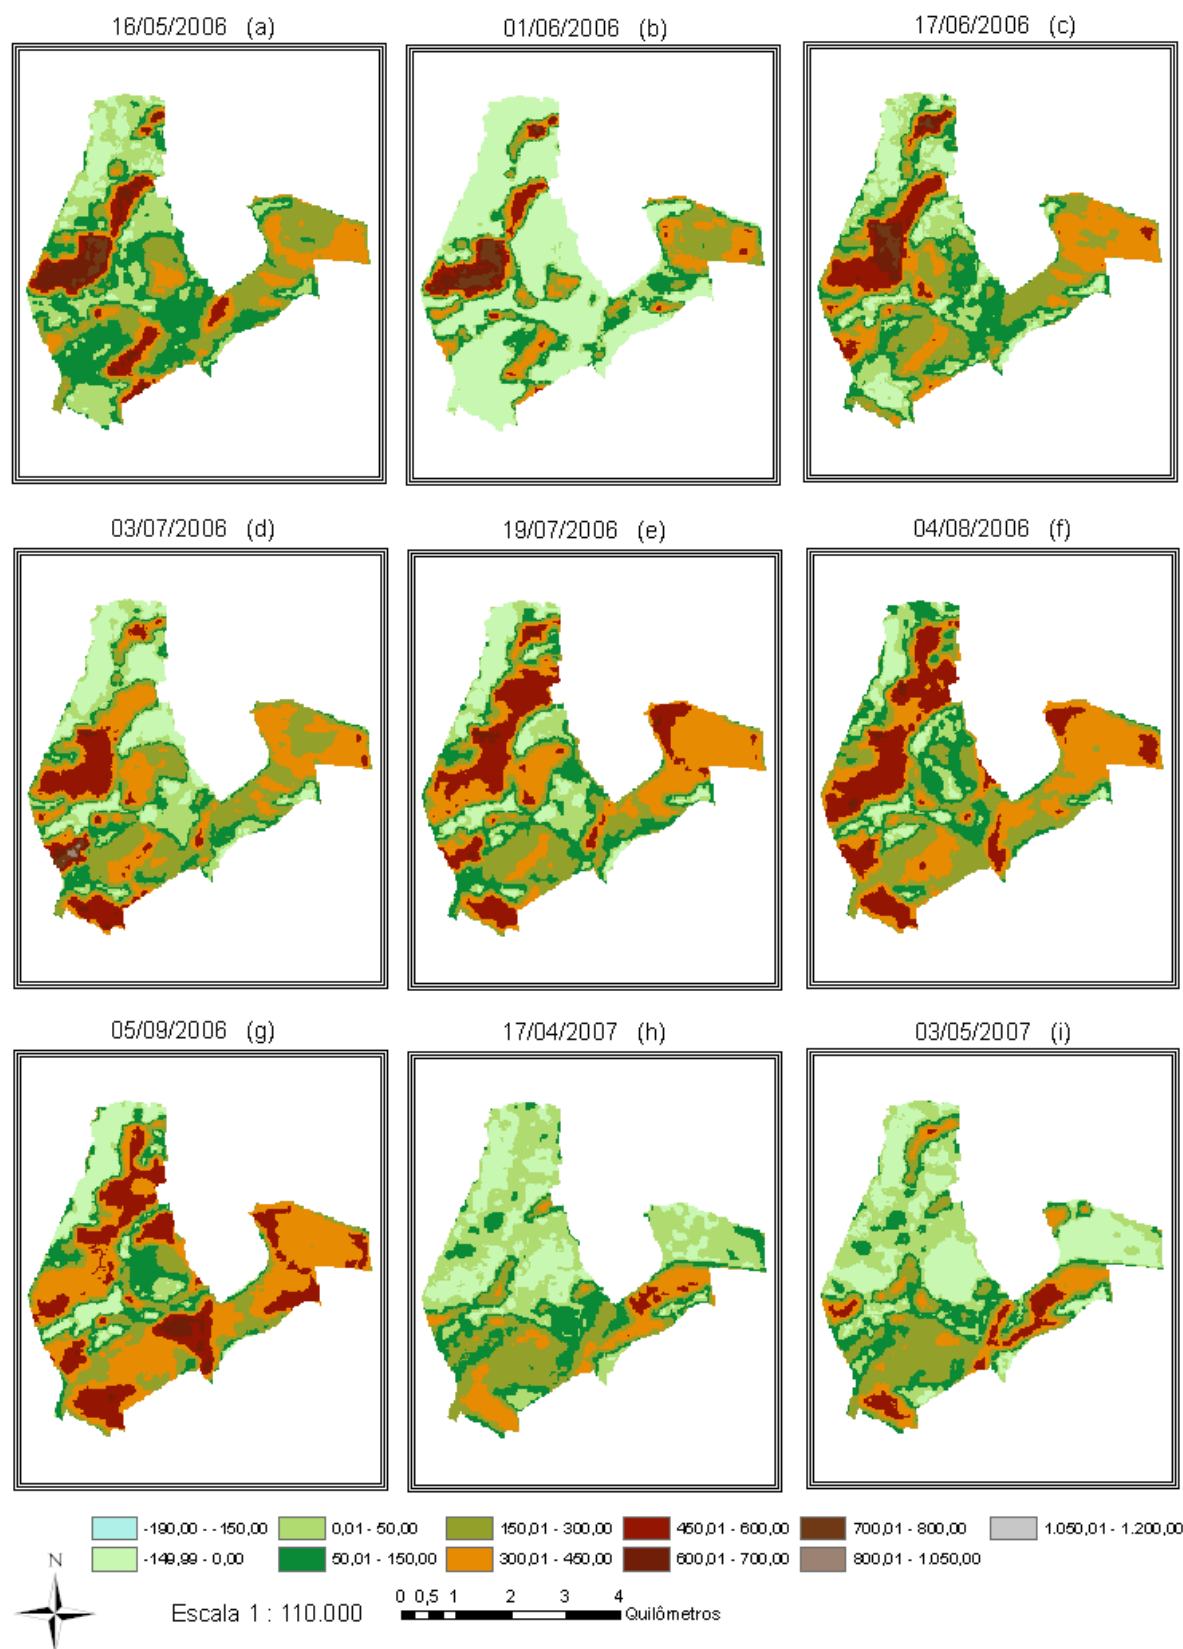 16/05/2006 (a)
01/06/2006 (b)
17/06/2006 (c)
03/07/2006 (d)
19/07/2006 (e)
04/08/2006 (f)
05/09/2006 (g)
17/04/2007 (h)
03/05/2007 (i)
-190,00 - -150,00
0,01 - 50,00
150,01 - 300,00
450,01 - 600,00
700,01 - 800,00
1.050,01 - 1.200,00
-149,99 - 0,00
50,01 - 150,00
300,01 - 450,00
600,01 - 700,00
800,01 - 1.050,00
N
Escala 1 : 110.000
0 0,5 1 2 3 4
Quilômetros